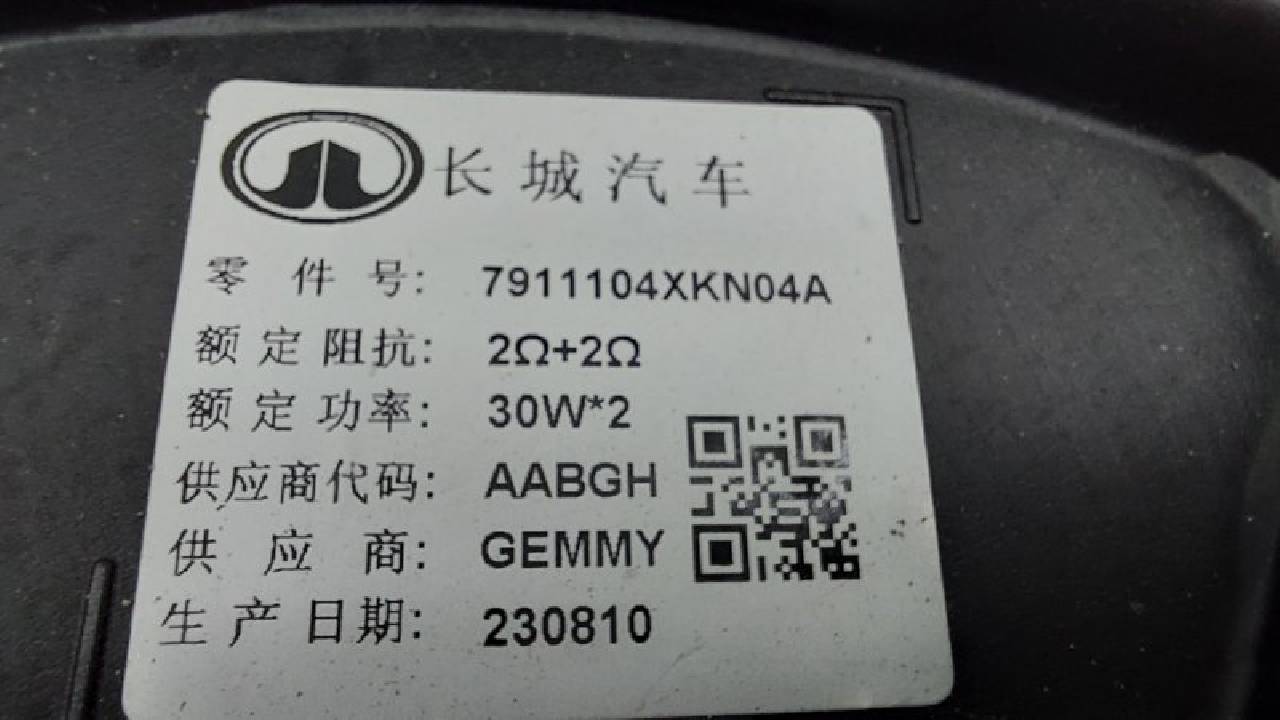 长城汽车
零件号: 7911104XKN04A
额定阻抗: 2Ω+2Ω
额定功率: 30W*2
供应商代码: AABGH
供应商: GEMMY
生产日期: 230810